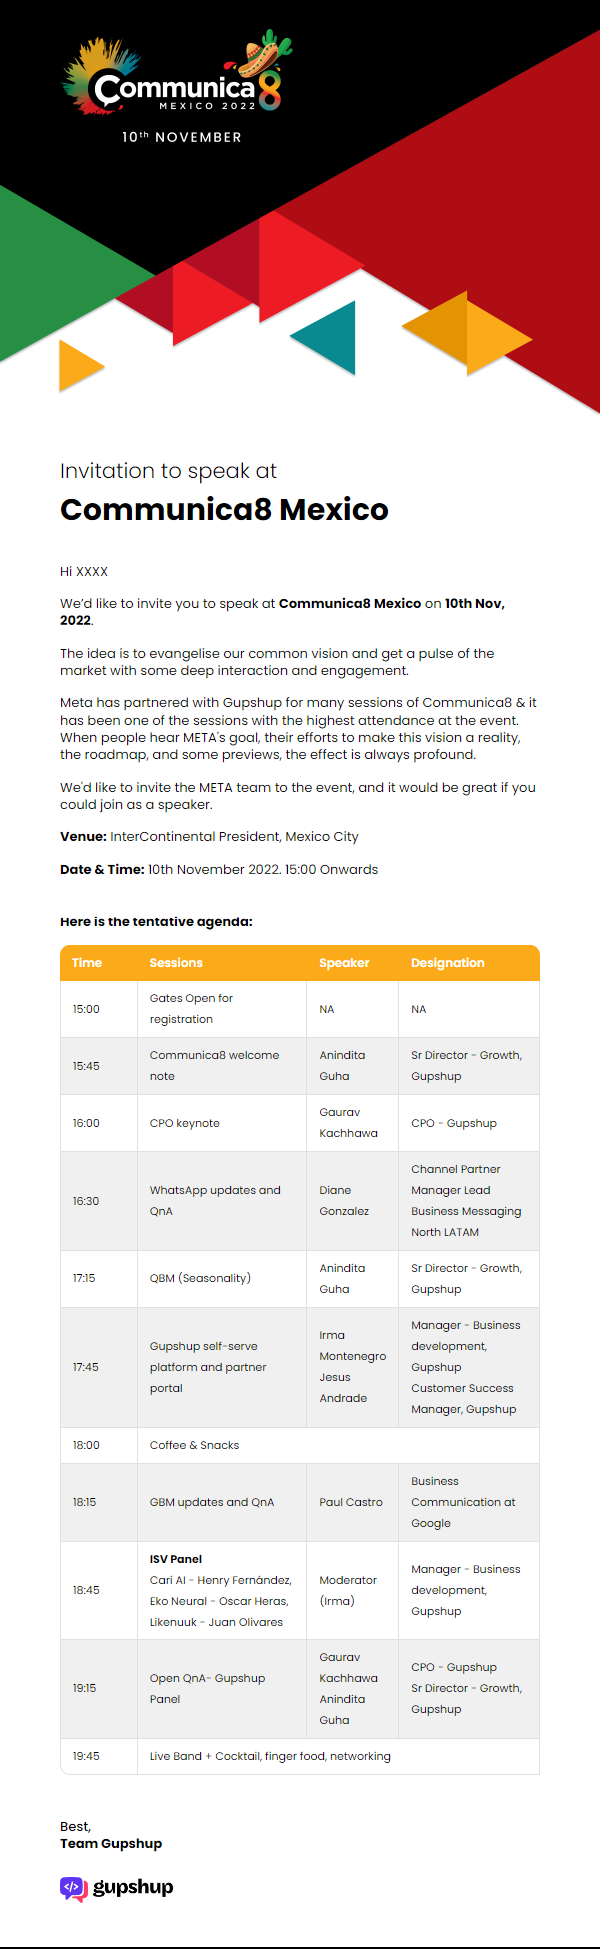 Communica8
MEXICO 2022
10th NOVEMBER
Invitation to speak at
Communica8 Mexico
Hi XXXX
We’d like to invite you to speak at Communica8 Mexico on 10th Nov,
2022.
The idea is to evangelise our common vision and get a pulse of the
market with some deep interaction and engagement.
Meta has partnered with Gupshup for many sessions of Communica8 & it
has been one of the sessions with the highest attendance at the event.
When people hear META's goal, their efforts to make this vision a reality,
the roadmap, and some previews, the effect is always profound.
We'd like to invite the META team to the event, and it would be great if you
could join as a speaker.
Venue: InterContinental President, Mexico City
Date & Time: 10th November 2022. 15:00 Onwards
Here is the tentative agenda:
Time Sessions Speaker Designation
15:00
Gates Open for
registration
NA
NA
15:45
Communica8 welcome
note
Anindita
Guha
Sr Director - Growth,
Gupshup
16:00
CPO keynote
Gaurav
Kachhawa
CPO - Gupshup
16:30
WhatsApp updates and
QnA
Diane
Gonzalez
Channel Partner
Manager Lead
Business Messaging
North LATAM
17:15
QBM (Seasonality)
Anindita
Guha
Sr Director - Growth,
Gupshup
17:45
Gupshup self-serve
platform and partner
portal
Irma
Montenegro
Jesus
Andrade
Manager - Business
development,
Gupshup
Customer Success
Manager, Gupshup
18:00
Coffee & Snacks
18:15
GBM updates and QnA
Paul Castro
Business
Communication at
Google
18:45
ISV Panel
Cari AI - Henry Fernández,
Eko Neural - Oscar Heras,
Likenuuk - Juan Olivares
Moderator
(Irma)
Manager - Business
development,
Gupshup
19:15
Open QnA- Gupshup
Panel
Gaurav
Kachhawa
Anindita
Guha
CPO - Gupshup
Sr Director - Growth,
Gupshup
19:45
Live Band + Cocktail, finger food, networking
Best,
Team Gupshup
</> gupshup